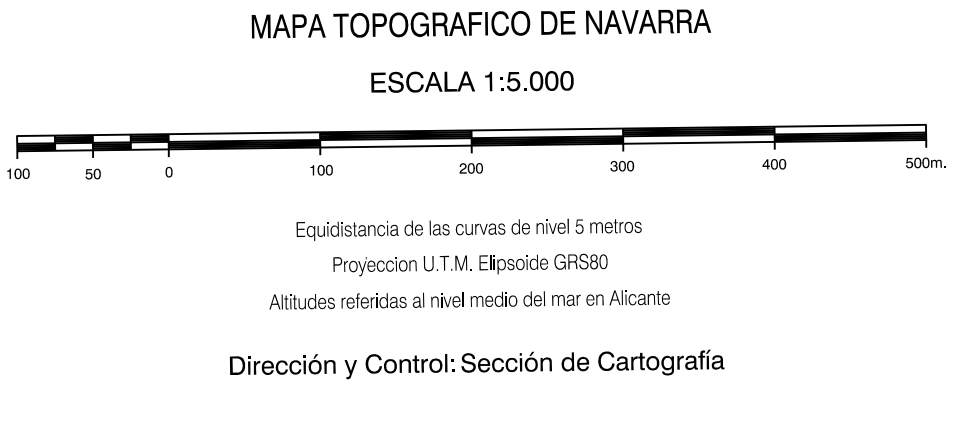 MAPA TOPOGRAFICO DE NAVARRA
ESCALA 1:5.000
100 50 0 100 200 300 400 500m.
Equidistancia de las curvas de nivel 5 metros
Proyeccion U.T.M. Elipsoide GRS80
Altitudes referidas al nivel medio del mar en Alicante
Dirección y Control: Sección de Cartografía